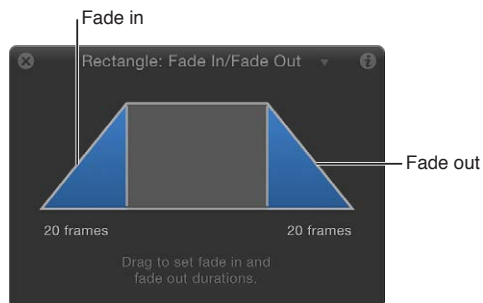 Fade in
Rectangle: Fade In/Fade Out
Fade out
20 frames
20 frames
Drag to set fade in and
fade out durations.